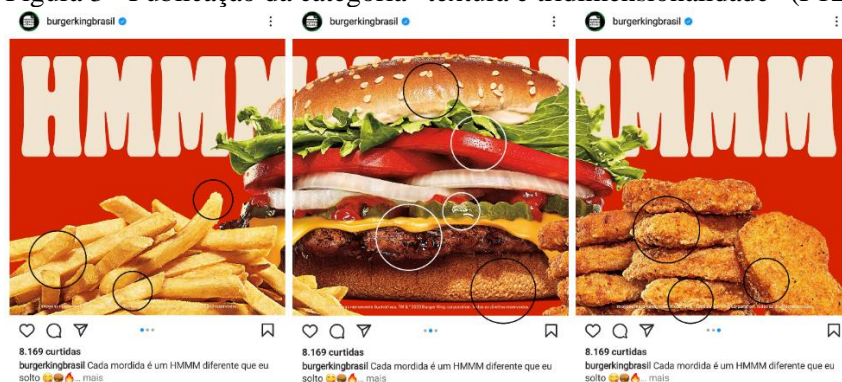 burgerkingbrasil
HMMM
8.169 curtidas
burgerkingbrasil Cada mordida é um HMMM diferente que eu
solto 😋🍔🔥... mais
burgerkingbrasil
8.169 curtidas
burgerkingbrasil Cada mordida é um HMMM diferente que eu
solto 😋🍔🔥... mais
burgerkingbrasil
MMM
8.169 curtidas
burgerkingbrasil Cada mordida é um HMMM diferente que eu
solto 😋🍔🔥... mais